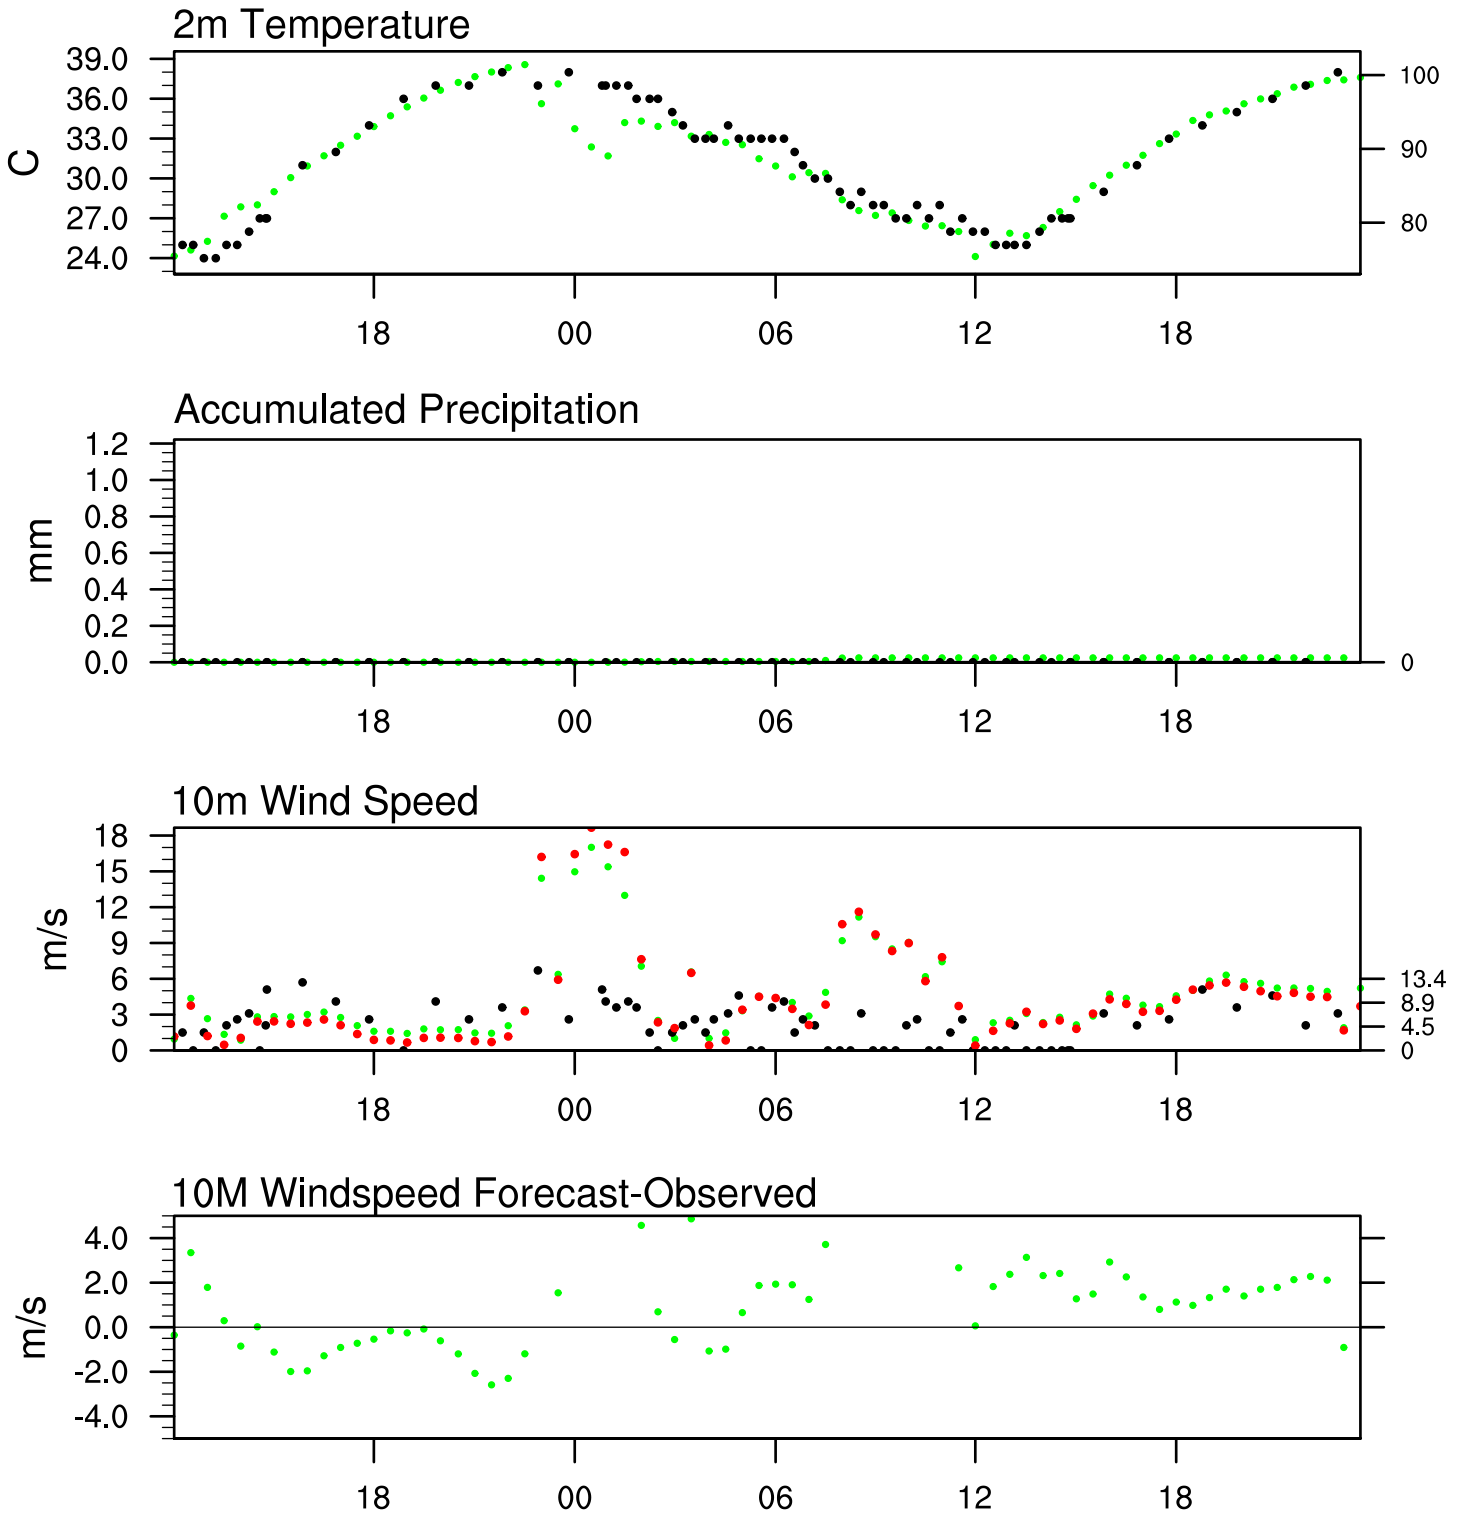 2m Temperature
39.0
36.0
33.0
30.0
27.0
24.0
C
100
90
80
18 00 06 12 18
Accumulated Precipitation
1.2
1.0
0.8
0.6
0.4
0.2
0.0
mm
0
18 00 06 12 18
10m Wind Speed
18
15
12
9
6
3
0
m/s
13.4
8.9
4.5
0
18 00 06 12 18
10M Windspeed Forecast-Observed
4.0
2.0
0.0
-2.0
-4.0
m/s
18 00 06 12 18